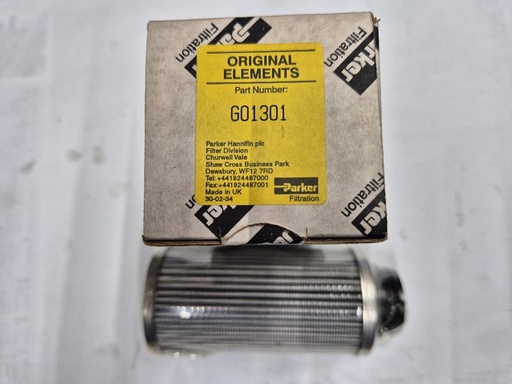 Parker
Filtration
ORIGINAL
ELEMENTS
Part Number:
G01301
Parker Hannifin plc
Filter Division
Churwell Vale
Shaw Cross Business Park
Dewsbury, WF12 7RD
Tel:+441924487000
Fax:+441924487001
Made in UK
30-02-34
Parker
Filtration
Parker
Filtration
Parker